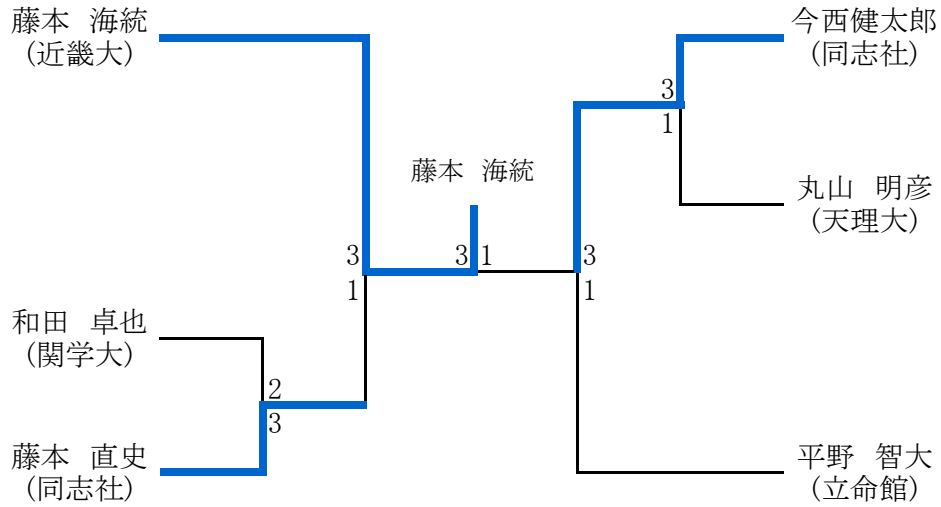 藤本 海統
(近畿大)
今西健太郎
(同志社)
3
1
藤本 海統
丸山 明彦
(天理大)
3
3 1
3
1
1
和田 卓也
(関学大)
2
3
藤本 直史
(同志社)
平野 智大
(立命館)